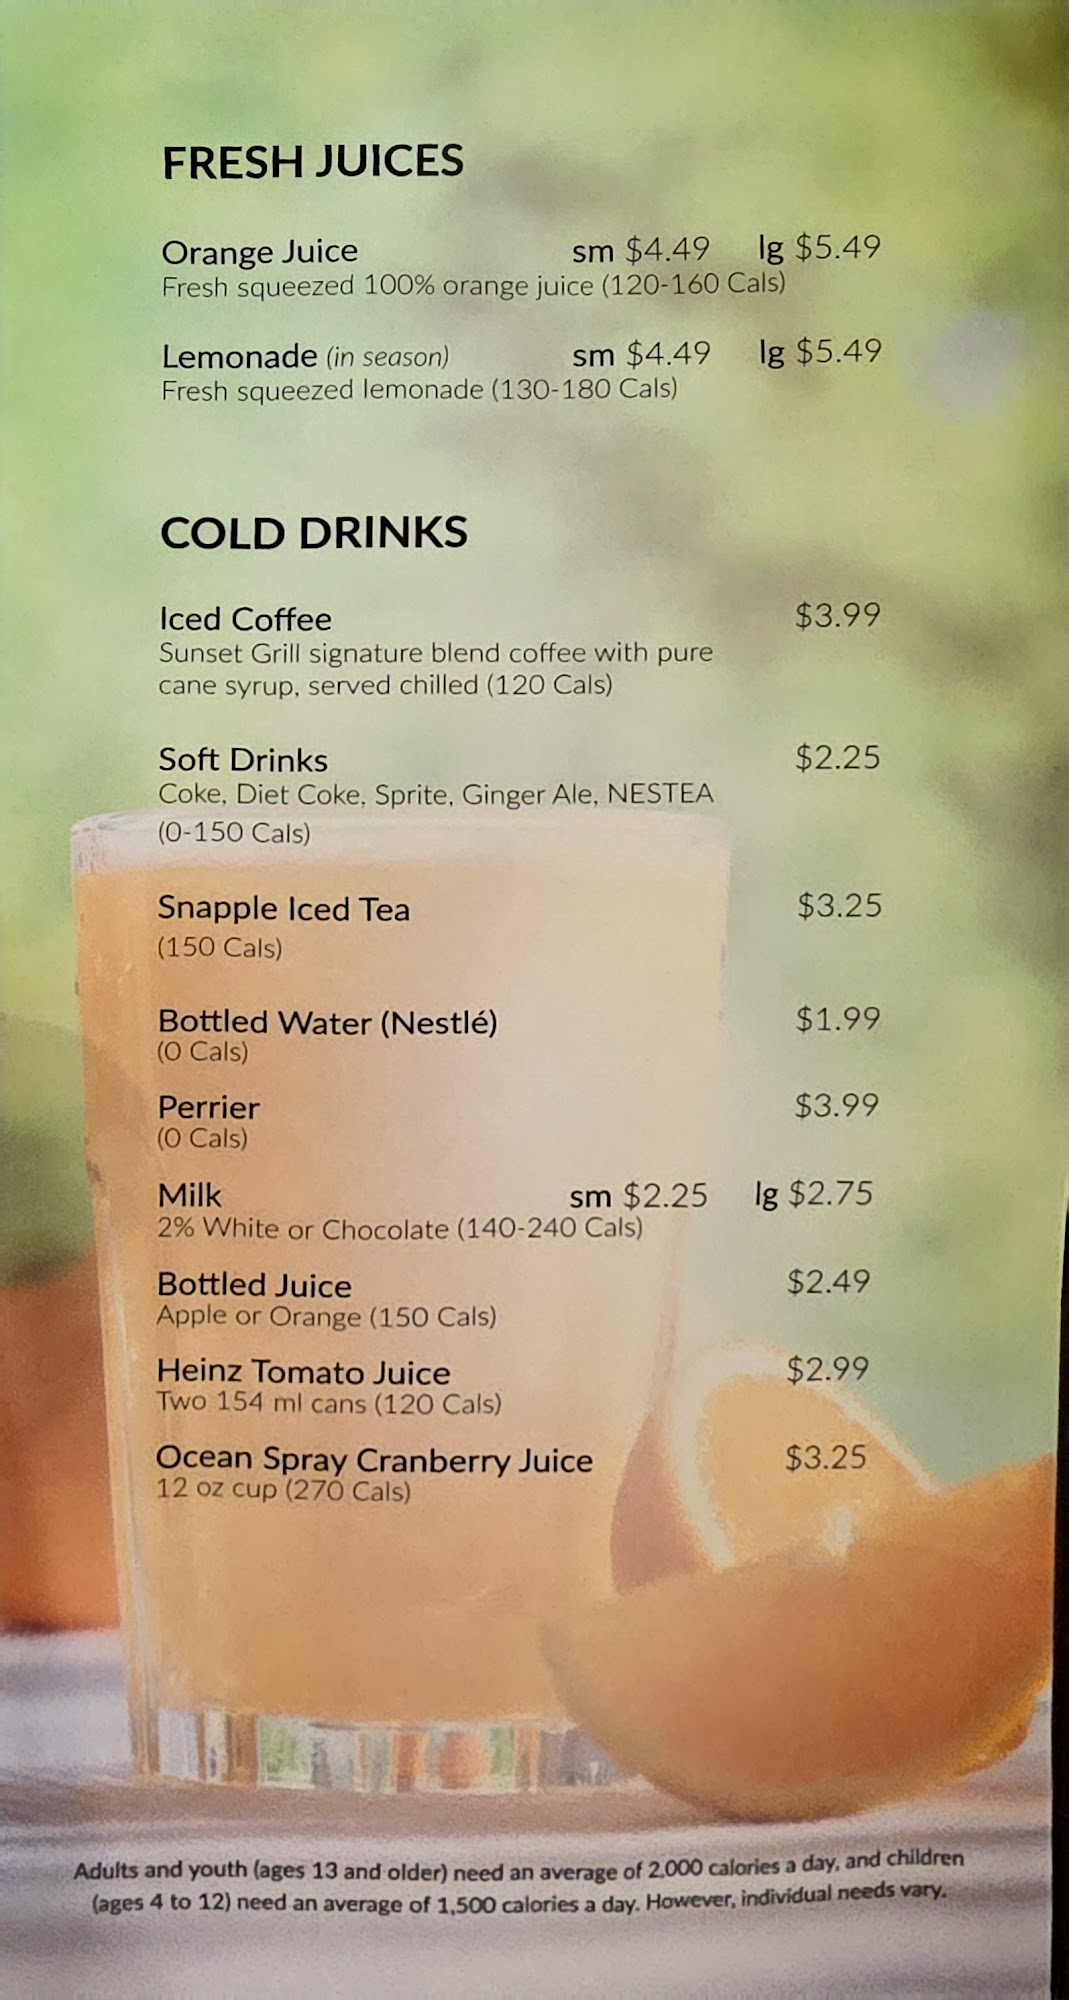 FRESH JUICES
Orange Juice sm $4.49 lg $5.49
Fresh squeezed 100% orange juice (120-160 Cals)
Lemonade (in season) sm $4.49 lg $5.49
Fresh squeezed lemonade (130-180 Cals)
COLD DRINKS
Iced Coffee $3.99
Sunset Grill signature blend coffee with pure
cane syrup, served chilled (120 Cals)
Soft Drinks $2.25
Coke, Diet Coke, Sprite, Ginger Ale, NESTEA
(0-150 Cals)
Snapple Iced Tea $3.25
(150 Cals)
Bottled Water (Nestlé) $1.99
(0 Cals)
Perrier $3.99
(0 Cals)
Milk sm $2.25 lg $2.75
2% White or Chocolate (140-240 Cals)
Bottled Juice $2.49
Apple or Orange (150 Cals)
Heinz Tomato Juice $2.99
Two 154 ml cans (120 Cals)
Ocean Spray Cranberry Juice $3.25
12 oz cup (270 Cals)
Adults and youth (ages 13 and older) need an average of 2,000 calories a day, and children
(ages 4 to 12) need an average of 1,500 calories a day. However, individual needs vary.